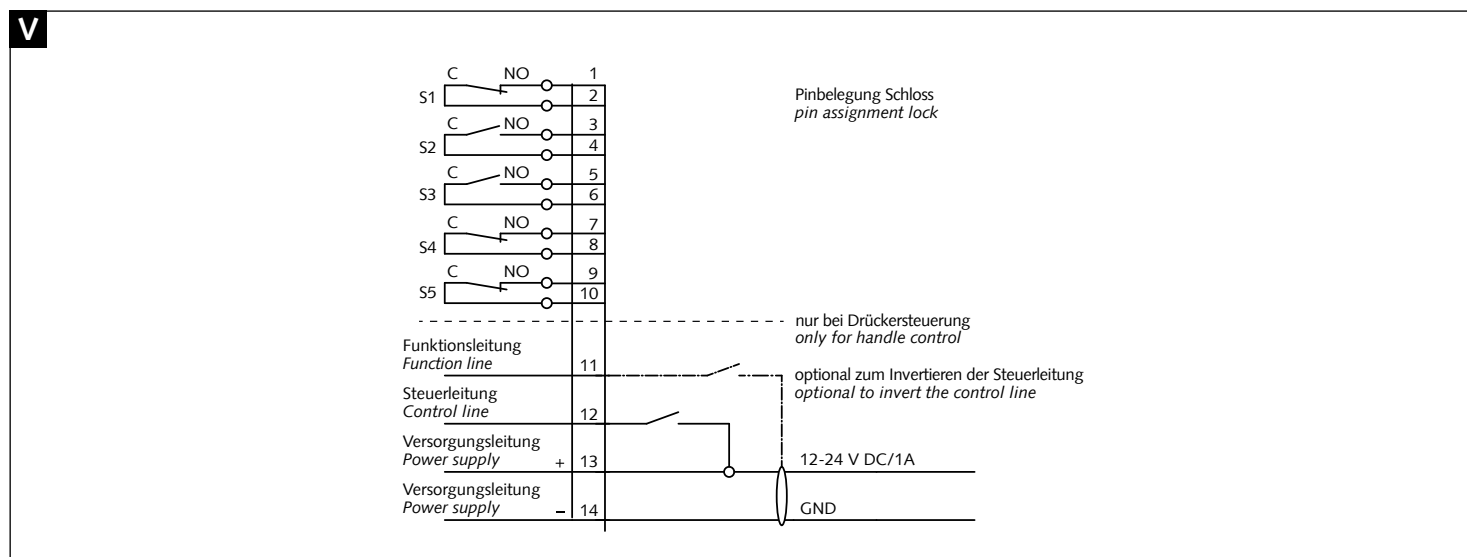 V
C NO 1
S1 2
Pinbelegung Schloss
pin assignment lock
C NO 3
S2 4
C NO 5
S3 6
C NO 7
S4 8
C NO 9
S5 10
nur bei Drückersteuerung
only for handle control
Funktionsleitung
Function line 11
optional zum Invertieren der Steuerleitung
optional to invert the control line
Steuerleitung
Control line 12
Versorgungsleitung
Power supply + 13 12-24 V DC/1A
Versorgungsleitung
Power supply – 14 GND